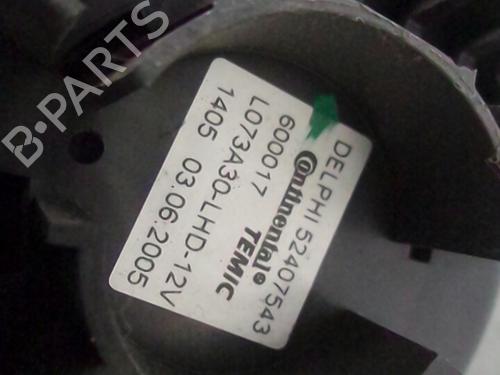 DELPHI 52407543
Continental
TEMIC
600017
L073A30-LHD-12V
1405 03.06.2005
B-PARTS